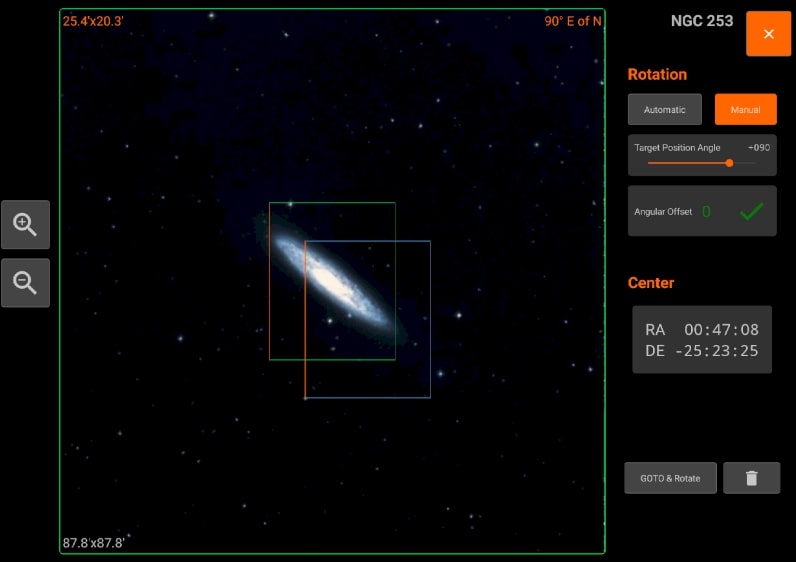 25.4'x20.3'
90° E of N
NGC 253
Rotation
Automatic
Manual
Target Position Angle +090
Angular Offset 0
Center
RA 00:47:08
DE -25:23:25
GOTO & Rotate
87.8'x87.8'